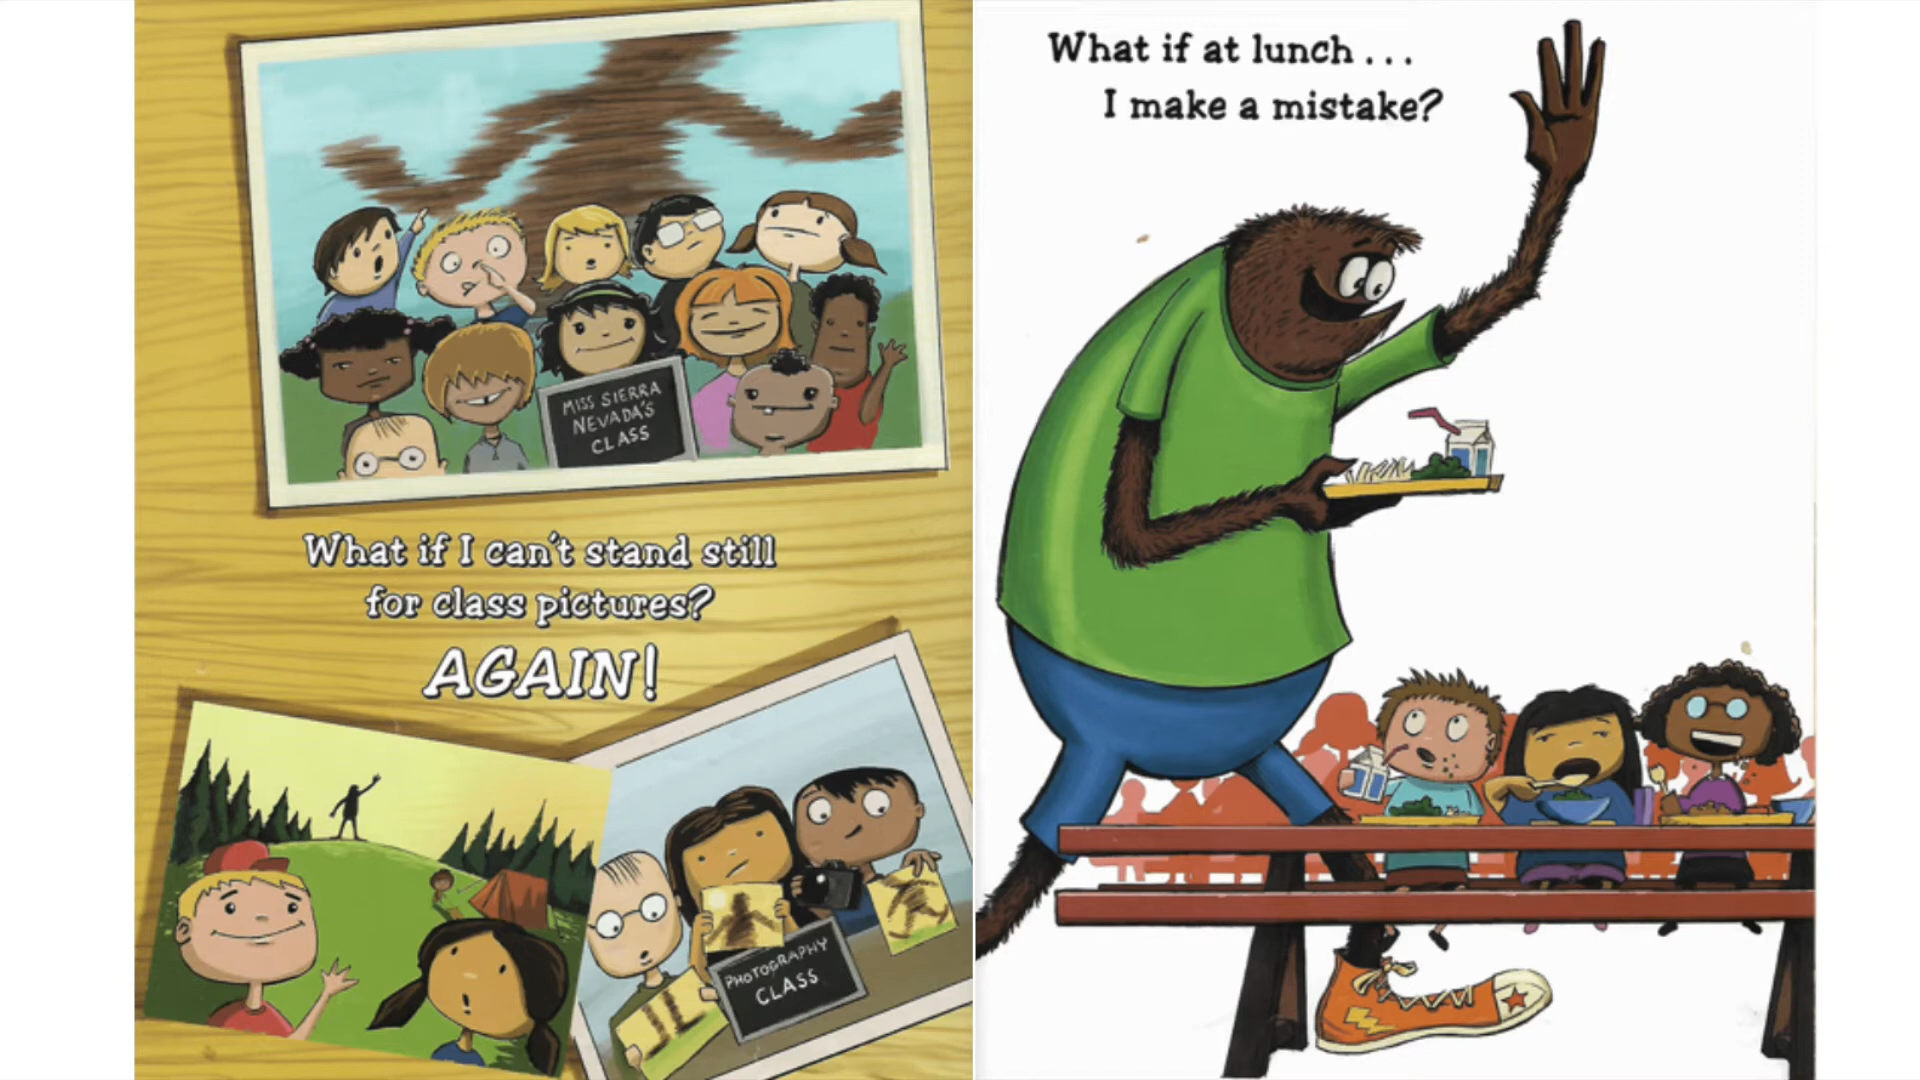 MISS SIERRA
NEVADA'S
CLASS
What if I can't stand still
for class pictures?
AGAIN!
PHOTOGRAPHY
CLASS
What if at lunch . . .
I make a mistake?